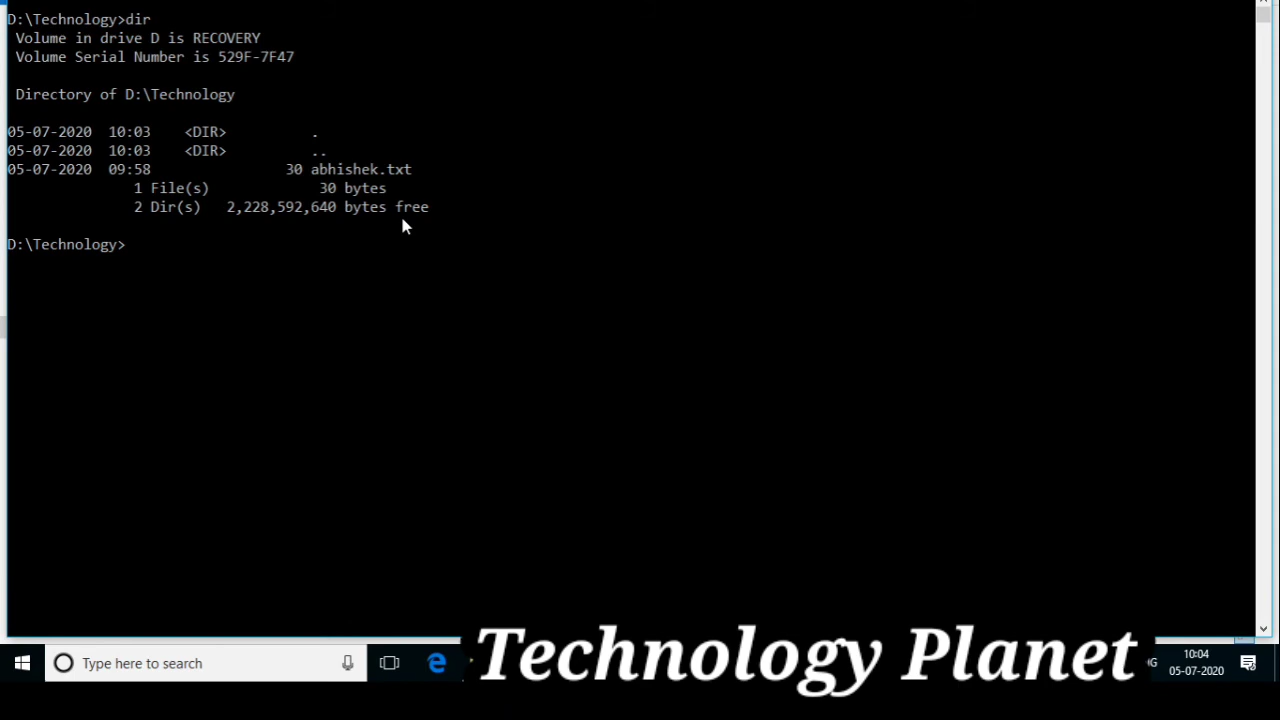 D:\Technology>dir
Volume in drive D is RECOVERY
Volume Serial Number is 529F-7F47
Directory of D:\Technology
05-07-2020 10:03 <DIR> .
05-07-2020 10:03 <DIR> ..
05-07-2020 09:58 30 abhishek.txt
1 File(s) 30 bytes
2 Dir(s) 2,228,592,640 bytes free
D:\Technology>
Type here to search
Technology Planet
10:04
05-07-2020